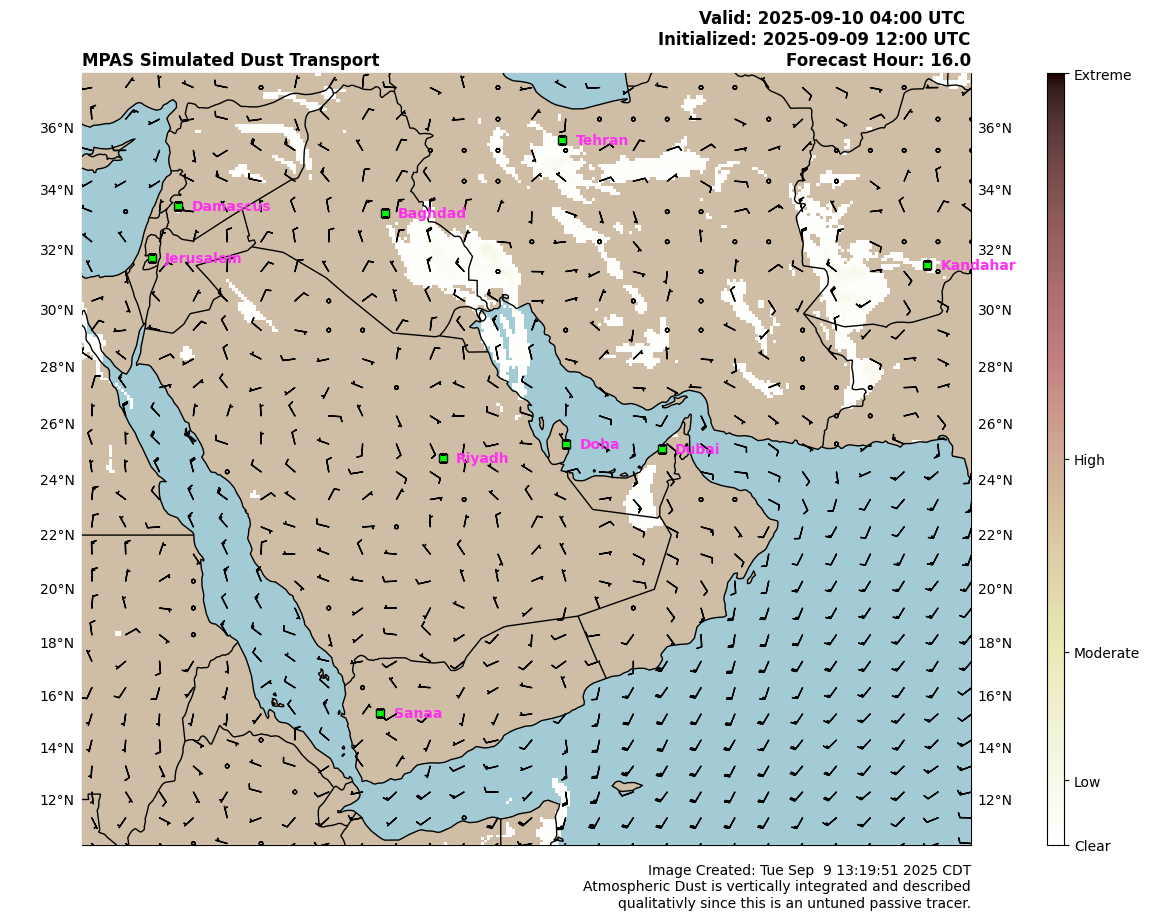 Valid: 2025-09-10 04:00 UTC
Initialized: 2025-09-09 12:00 UTC
MPAS Simulated Dust Transport Forecast Hour: 16.0
Extreme
36°N Tehran 36°N
34°N 34°N
Damascus Baghdad
32°N 32°N
Jerusalem Kandahar
30°N 30°N
28°N 28°N
26°N 26°N
Doha Dubai
Riyadh High
24°N 24°N
22°N 22°N
20°N 20°N
18°N 18°N
Moderate
16°N 16°N
Sanaa
14°N 14°N
Low
12°N 12°N
Clear
Image Created: Tue Sep  9 13:19:51 2025 CDT
Atmospheric Dust is vertically integrated and described
qualitativly since this is an untuned passive tracer.